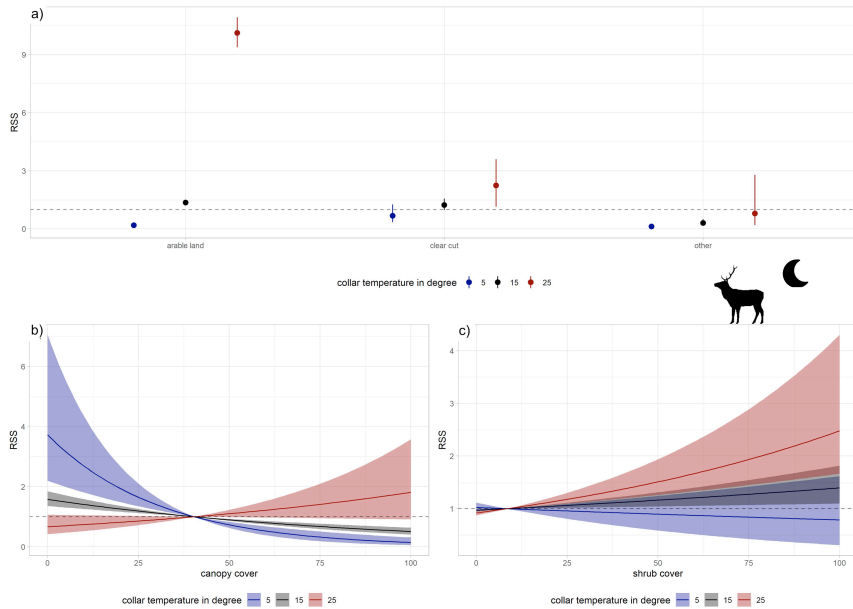 a)
9
6
3
0
RSS
arable land
clear cut
other
collar temperature in degree 5 15 25
b)
6
4
2
0
RSS
0 25 50 75 100
canopy cover
collar temperature in degree 5 15 25
c)
4
3
2
1
RSS
0 25 50 75 100
shrub cover
collar temperature in degree 5 15 25